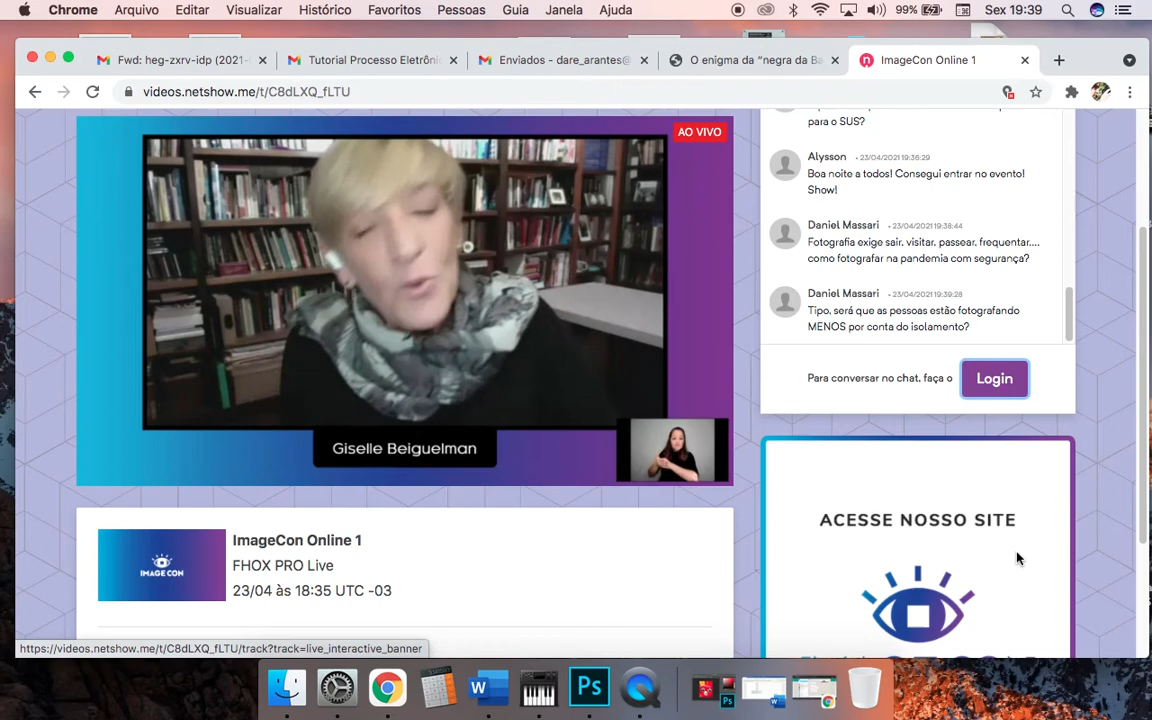 Chrome Arquivo Editar Visualizar Histórico Favoritos Pessoas Guia Janela Ajuda 99% Sex 19:39
Fwd: heg-zxrv-idp (2021- Tutorial Processo Eletrôni Enviados - dare_arantes@ O enigma da “negra da Ba ImageCon Online 1
videos.netshow.me/t/C8dLXQ_fLTU
AO VIVO
Giselle Beiguelman
para o SUS?
Alysson • 23/04/2021 19:36:29
Boa noite a todos! Consegui entrar no evento!
Show!
Daniel Massari • 23/04/2021 19:38:44
Fotografia exige sair, visitar, passear, frequentar....
como fotografar na pandemia com segurança?
Daniel Massari • 23/04/2021 19:39:28
Tipo, será que as pessoas estão fotografando
MENOS por conta do isolamento?
Para conversar no chat, faça o Login
ACESSE NOSSO SITE
IMAGE CON
ImageCon Online 1
FHOX PRO Live
23/04 às 18:35 UTC -03
https://videos.netshow.me/t/C8dLXQ_fLTU/track?track=live_interactive_banner
W
Ps